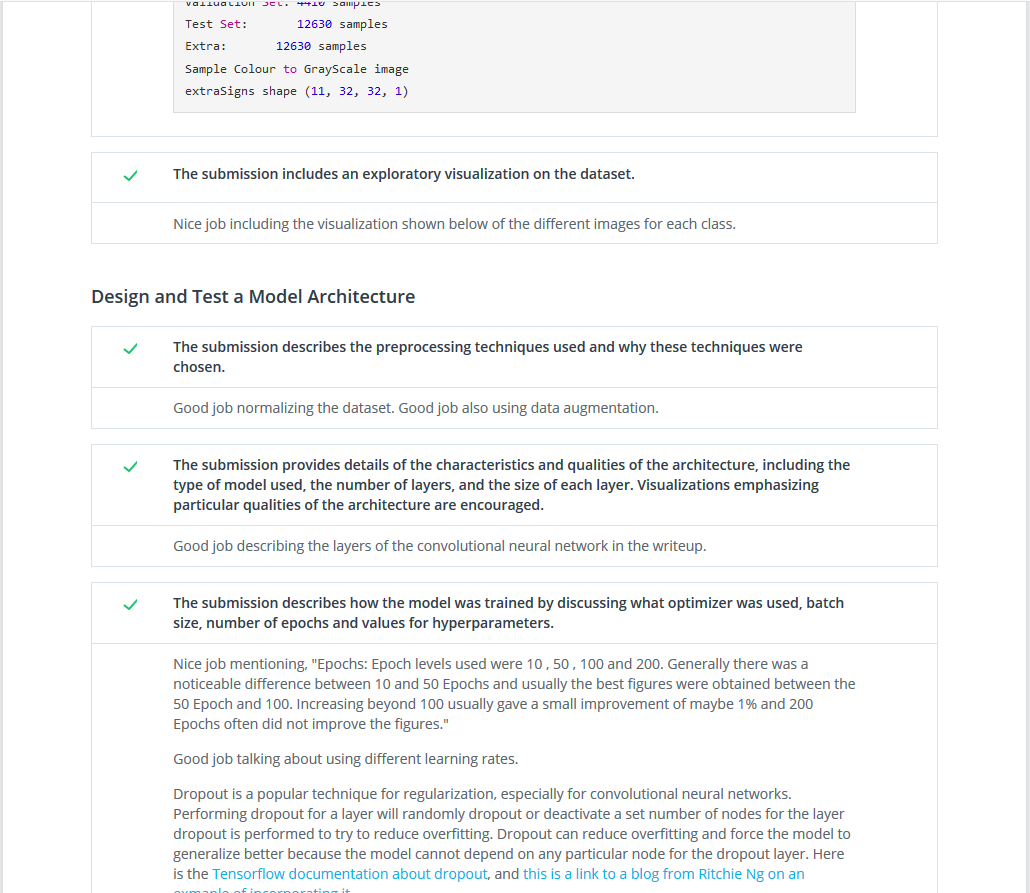 Validation Set: 4410 samples
Test Set: 12630 samples
Extra: 12630 samples
Sample Colour to GrayScale image
extraSigns shape (11, 32, 32, 1)
The submission includes an exploratory visualization on the dataset.
Nice job including the visualization shown below of the different images for each class.
Design and Test a Model Architecture
The submission describes the preprocessing techniques used and why these techniques were
chosen.
Good job normalizing the dataset. Good job also using data augmentation.
The submission provides details of the characteristics and qualities of the architecture, including the
type of model used, the number of layers, and the size of each layer. Visualizations emphasizing
particular qualities of the architecture are encouraged.
Good job describing the layers of the convolutional neural network in the writeup.
The submission describes how the model was trained by discussing what optimizer was used, batch
size, number of epochs and values for hyperparameters.
Nice job mentioning, "Epochs: Epoch levels used were 10 , 50 , 100 and 200. Generally there was a
noticeable difference between 10 and 50 Epochs and usually the best figures were obtained between the
50 Epoch and 100. Increasing beyond 100 usually gave a small improvement of maybe 1% and 200
Epochs often did not improve the figures."
Good job talking about using different learning rates.
Dropout is a popular technique for regularization, especially for convolutional neural networks.
Performing dropout for a layer will randomly dropout or deactivate a set number of nodes for the layer
dropout is performed to try to reduce overfitting. Dropout can reduce overfitting and force the model to
generalize better because the model cannot depend on any particular node for the dropout layer. Here
is the Tensorflow documentation about dropout, and this is a link to a blog from Ritchie Ng on an
exmaple of incorporating it.